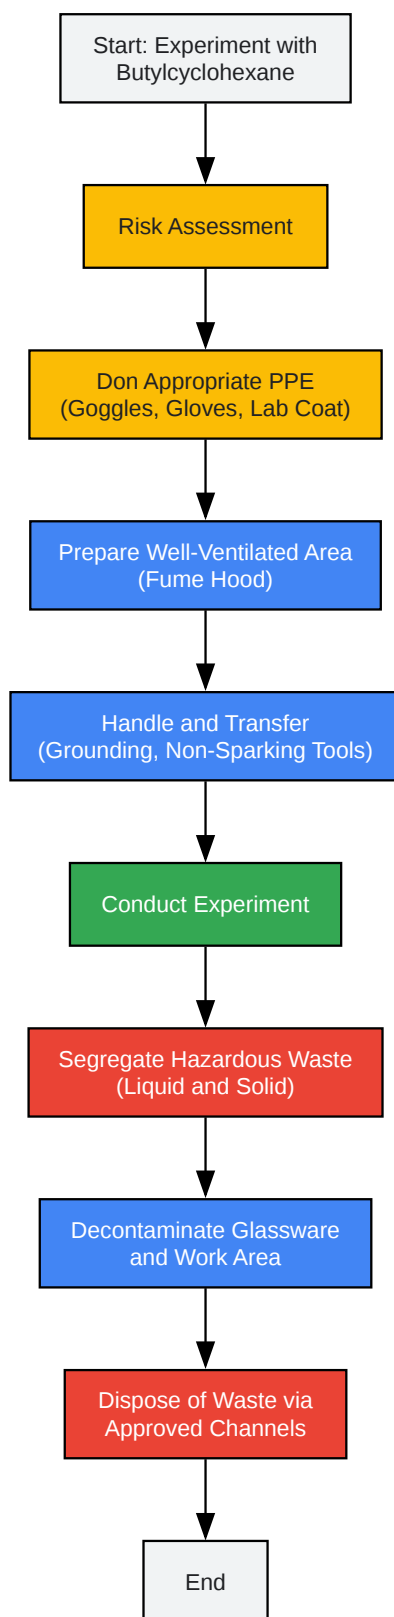 Start: Experiment with
Butylcyclohexane
Risk Assessment
Don Appropriate PPE
(Goggles, Gloves, Lab Coat)
Prepare Well-Ventilated Area
(Fume Hood)
Handle and Transfer
(Grounding, Non-Sparking Tools)
Conduct Experiment
Segregate Hazardous Waste
(Liquid and Solid)
Decontaminate Glassware
and Work Area
Dispose of Waste via
Approved Channels
End